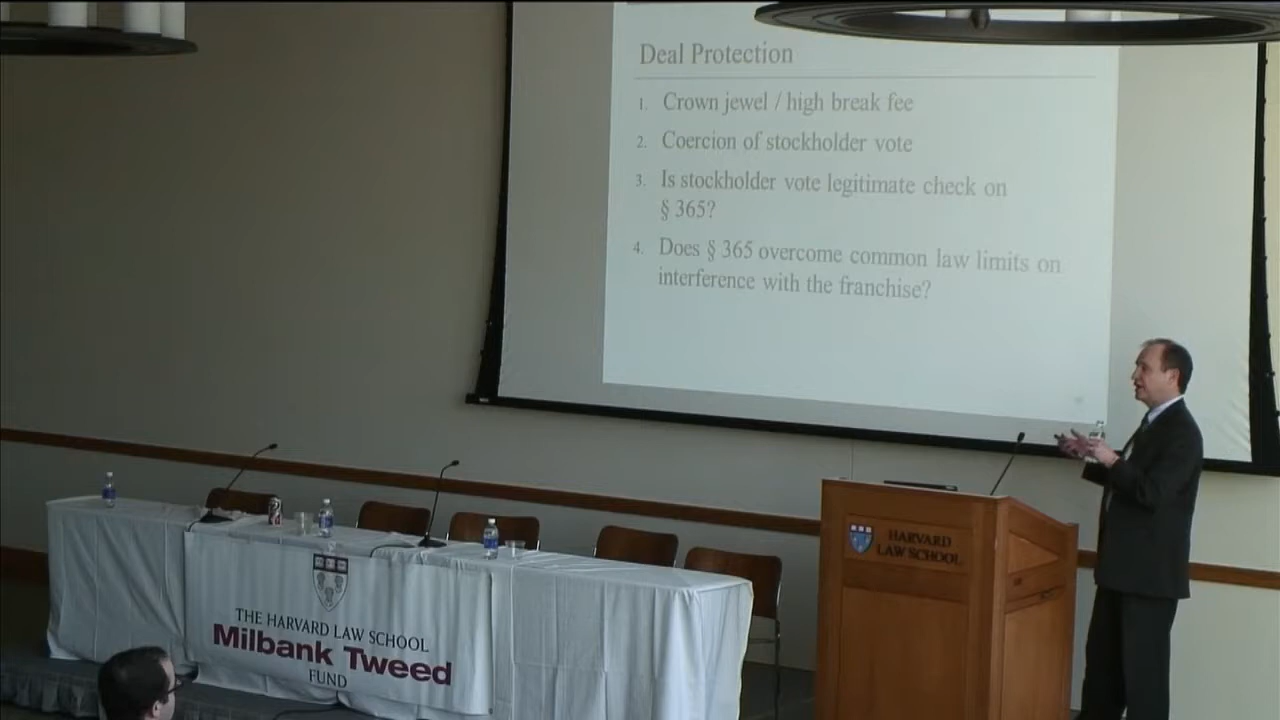 Deal Protection
1. Crown jewel / high break fee
2. Coercion of stockholder vote
3. Is stockholder vote legitimate check on
§ 365?
4. Does § 365 overcome common law limits on
interference with the franchise?
HARVARD
LAW SCHOOL
THE HARVARD LAW SCHOOL
Milbank Tweed
FUND